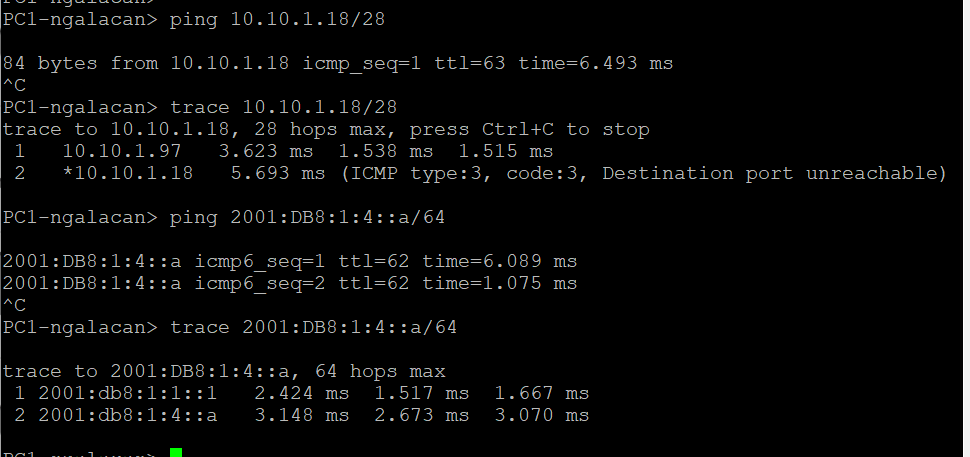 PC1-ngalacan> ping 10.10.1.18/28
84 bytes from 10.10.1.18 icmp_seq=1 ttl=63 time=6.493 ms
^C
PC1-ngalacan> trace 10.10.1.18/28
trace to 10.10.1.18, 28 hops max, press Ctrl+C to stop
 1   10.10.1.97   3.623 ms  1.538 ms  1.515 ms
 2   *10.10.1.18   5.693 ms (ICMP type:3, code:3, Destination port unreachable)
PC1-ngalacan> ping 2001:DB8:1:4::a/64
2001:DB8:1:4::a icmp6_seq=1 ttl=62 time=6.089 ms
2001:DB8:1:4::a icmp6_seq=2 ttl=62 time=1.075 ms
^C
PC1-ngalacan> trace 2001:DB8:1:4::a/64
trace to 2001:DB8:1:4::a, 64 hops max
 1 2001:db8:1:1::1   2.424 ms  1.517 ms  1.667 ms
 2 2001:db8:1:4::a   3.148 ms  2.673 ms  3.070 ms